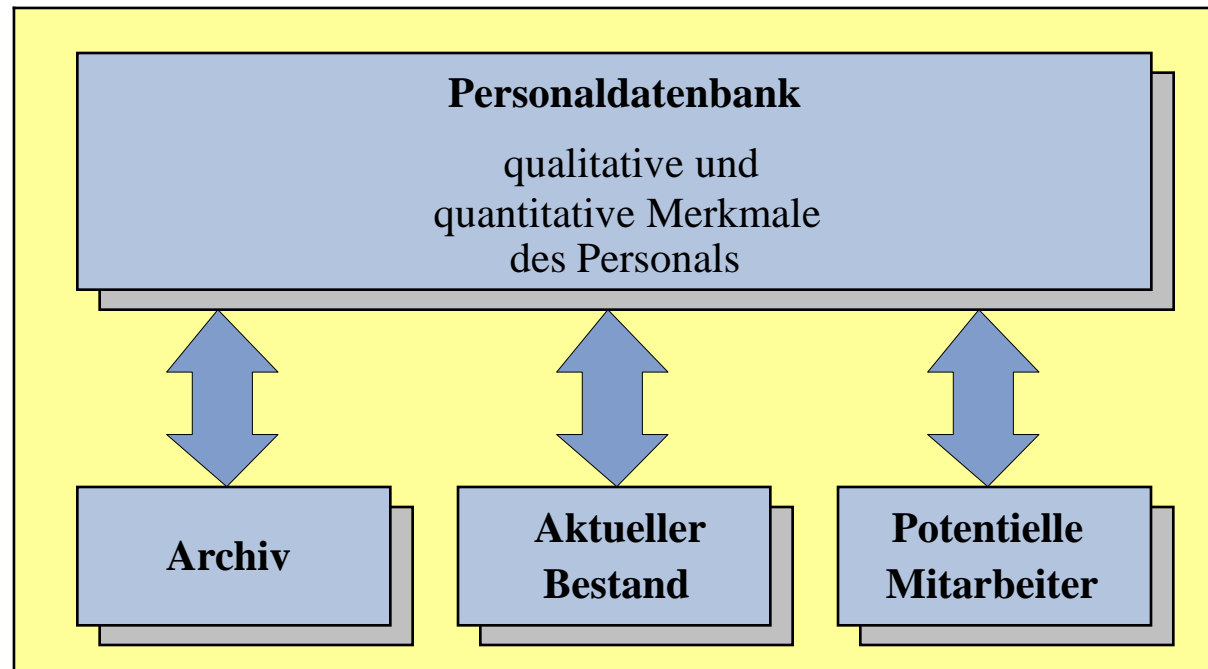 Personaldatenbank
qualitative und
quantitative Merkmale
des Personals
Archiv
Aktueller
Bestand
Potentielle
Mitarbeiter